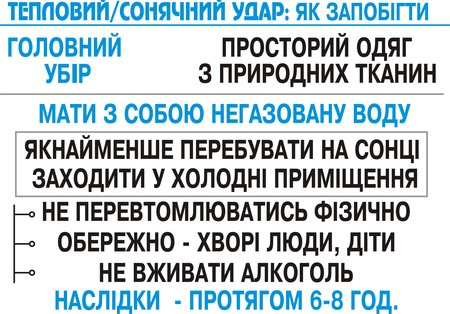 ТЕПЛОВИЙ/СОНЯЧНИЙ УДАР: ЯК ЗАПОБІГТИ
ГОЛОВНИЙ УБІР
ПРОСТОРИЙ ОДЯГ
З ПРИРОДНИХ ТКАНИН
МАТИ З СОБОЮ НЕГАЗОВАНУ ВОДУ
ЯКНАЙМЕНШЕ ПЕРЕБУВАТИ НА СОНЦІ
ЗАХОДИТИ У ХОЛОДНІ ПРИМІЩЕННЯ
НЕ ПЕРЕВТОМЛЮВАТИСЬ ФІЗИЧНО
ОБЕРЕЖНО - ХВОРІ ЛЮДИ, ДІТИ
НЕ ВЖИВАТИ АЛКОГОЛЬ
НАСЛІДКИ - ПРОТЯГОМ 6-8 ГОД.